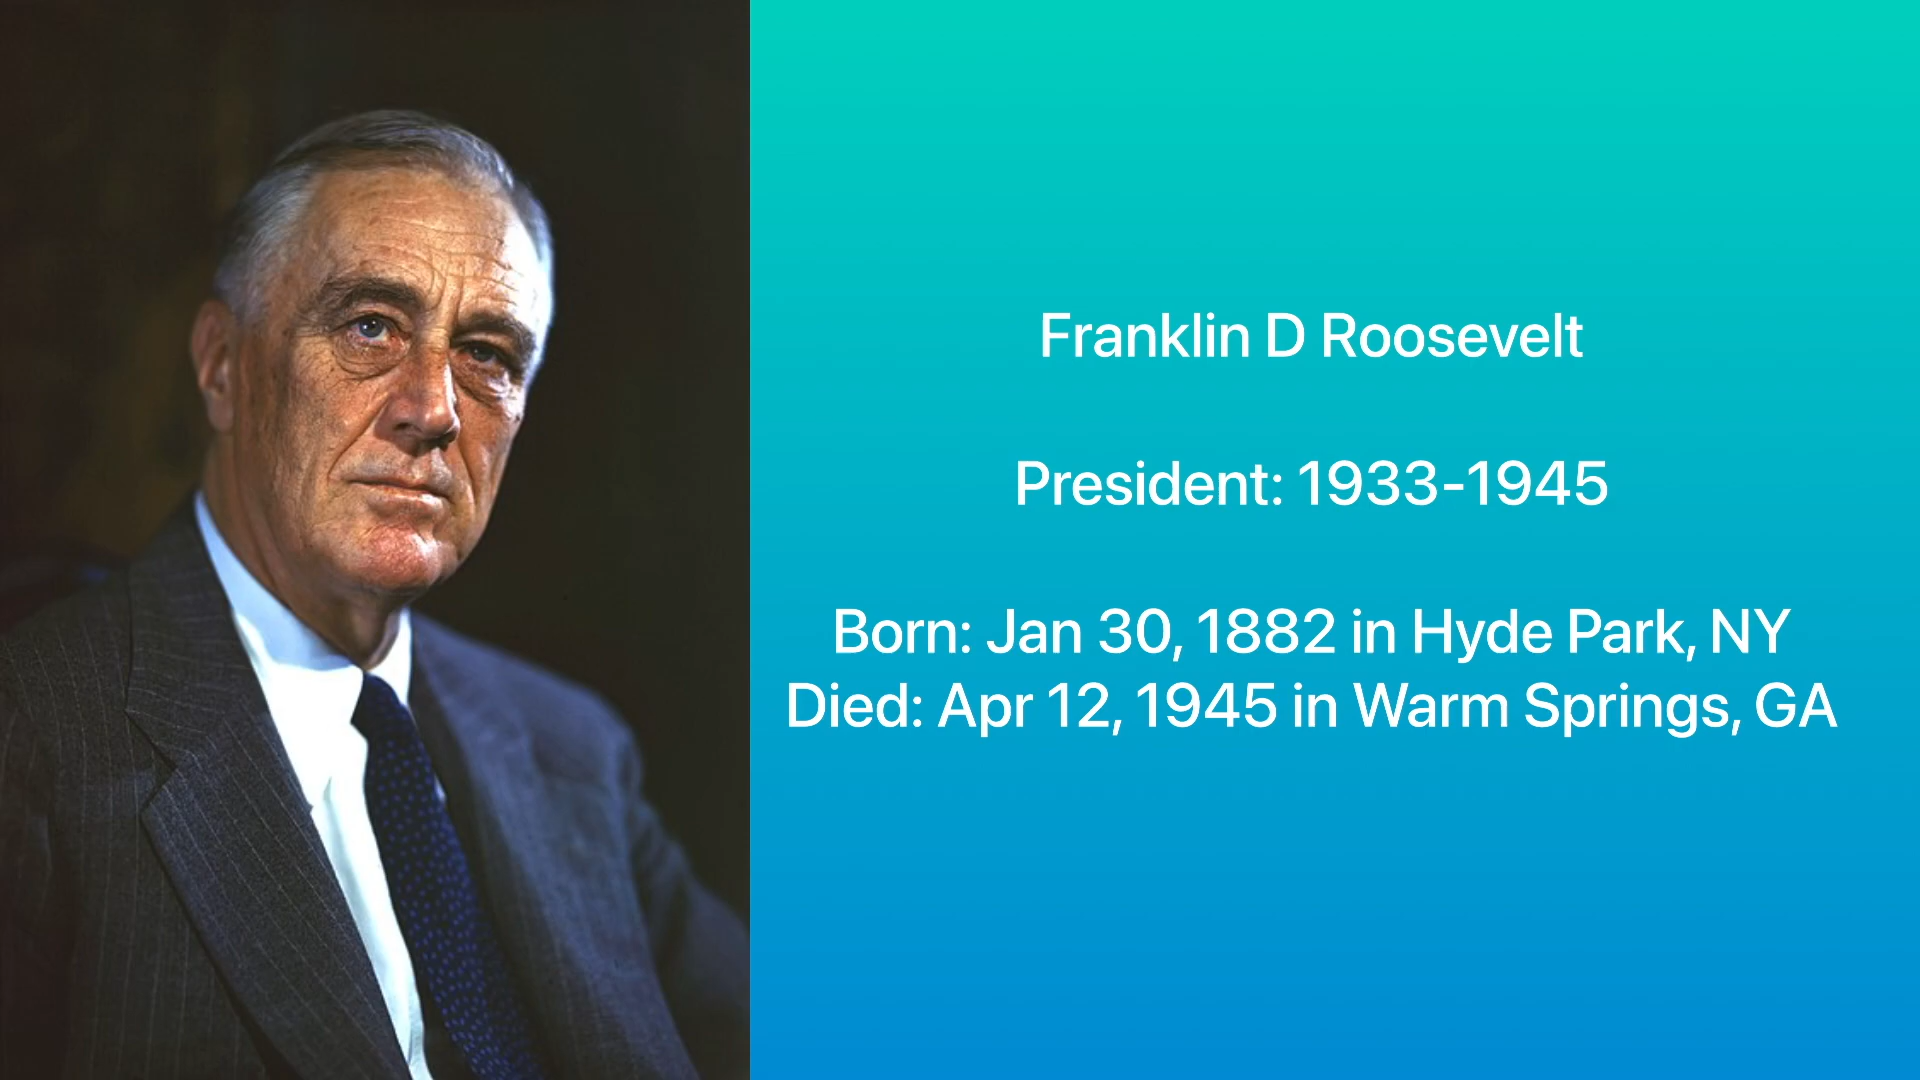 Franklin D Roosevelt
President: 1933-1945
Born: Jan 30, 1882 in Hyde Park, NY
Died: Apr 12, 1945 in Warm Springs, GA